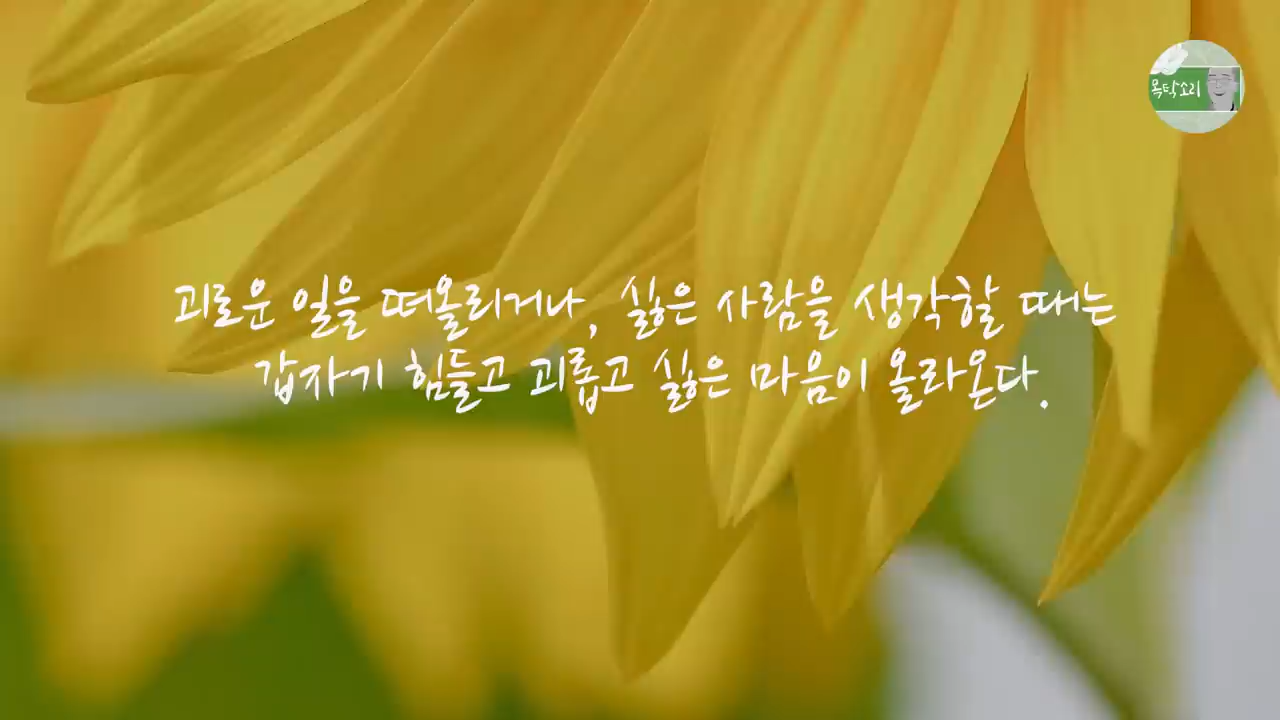 목탁소리
괴로운 일을 떠올리거나, 싫은 사람을 생각할 때는
갑자기 힘들고 괴롭고 싫은 마음이 올라온다.